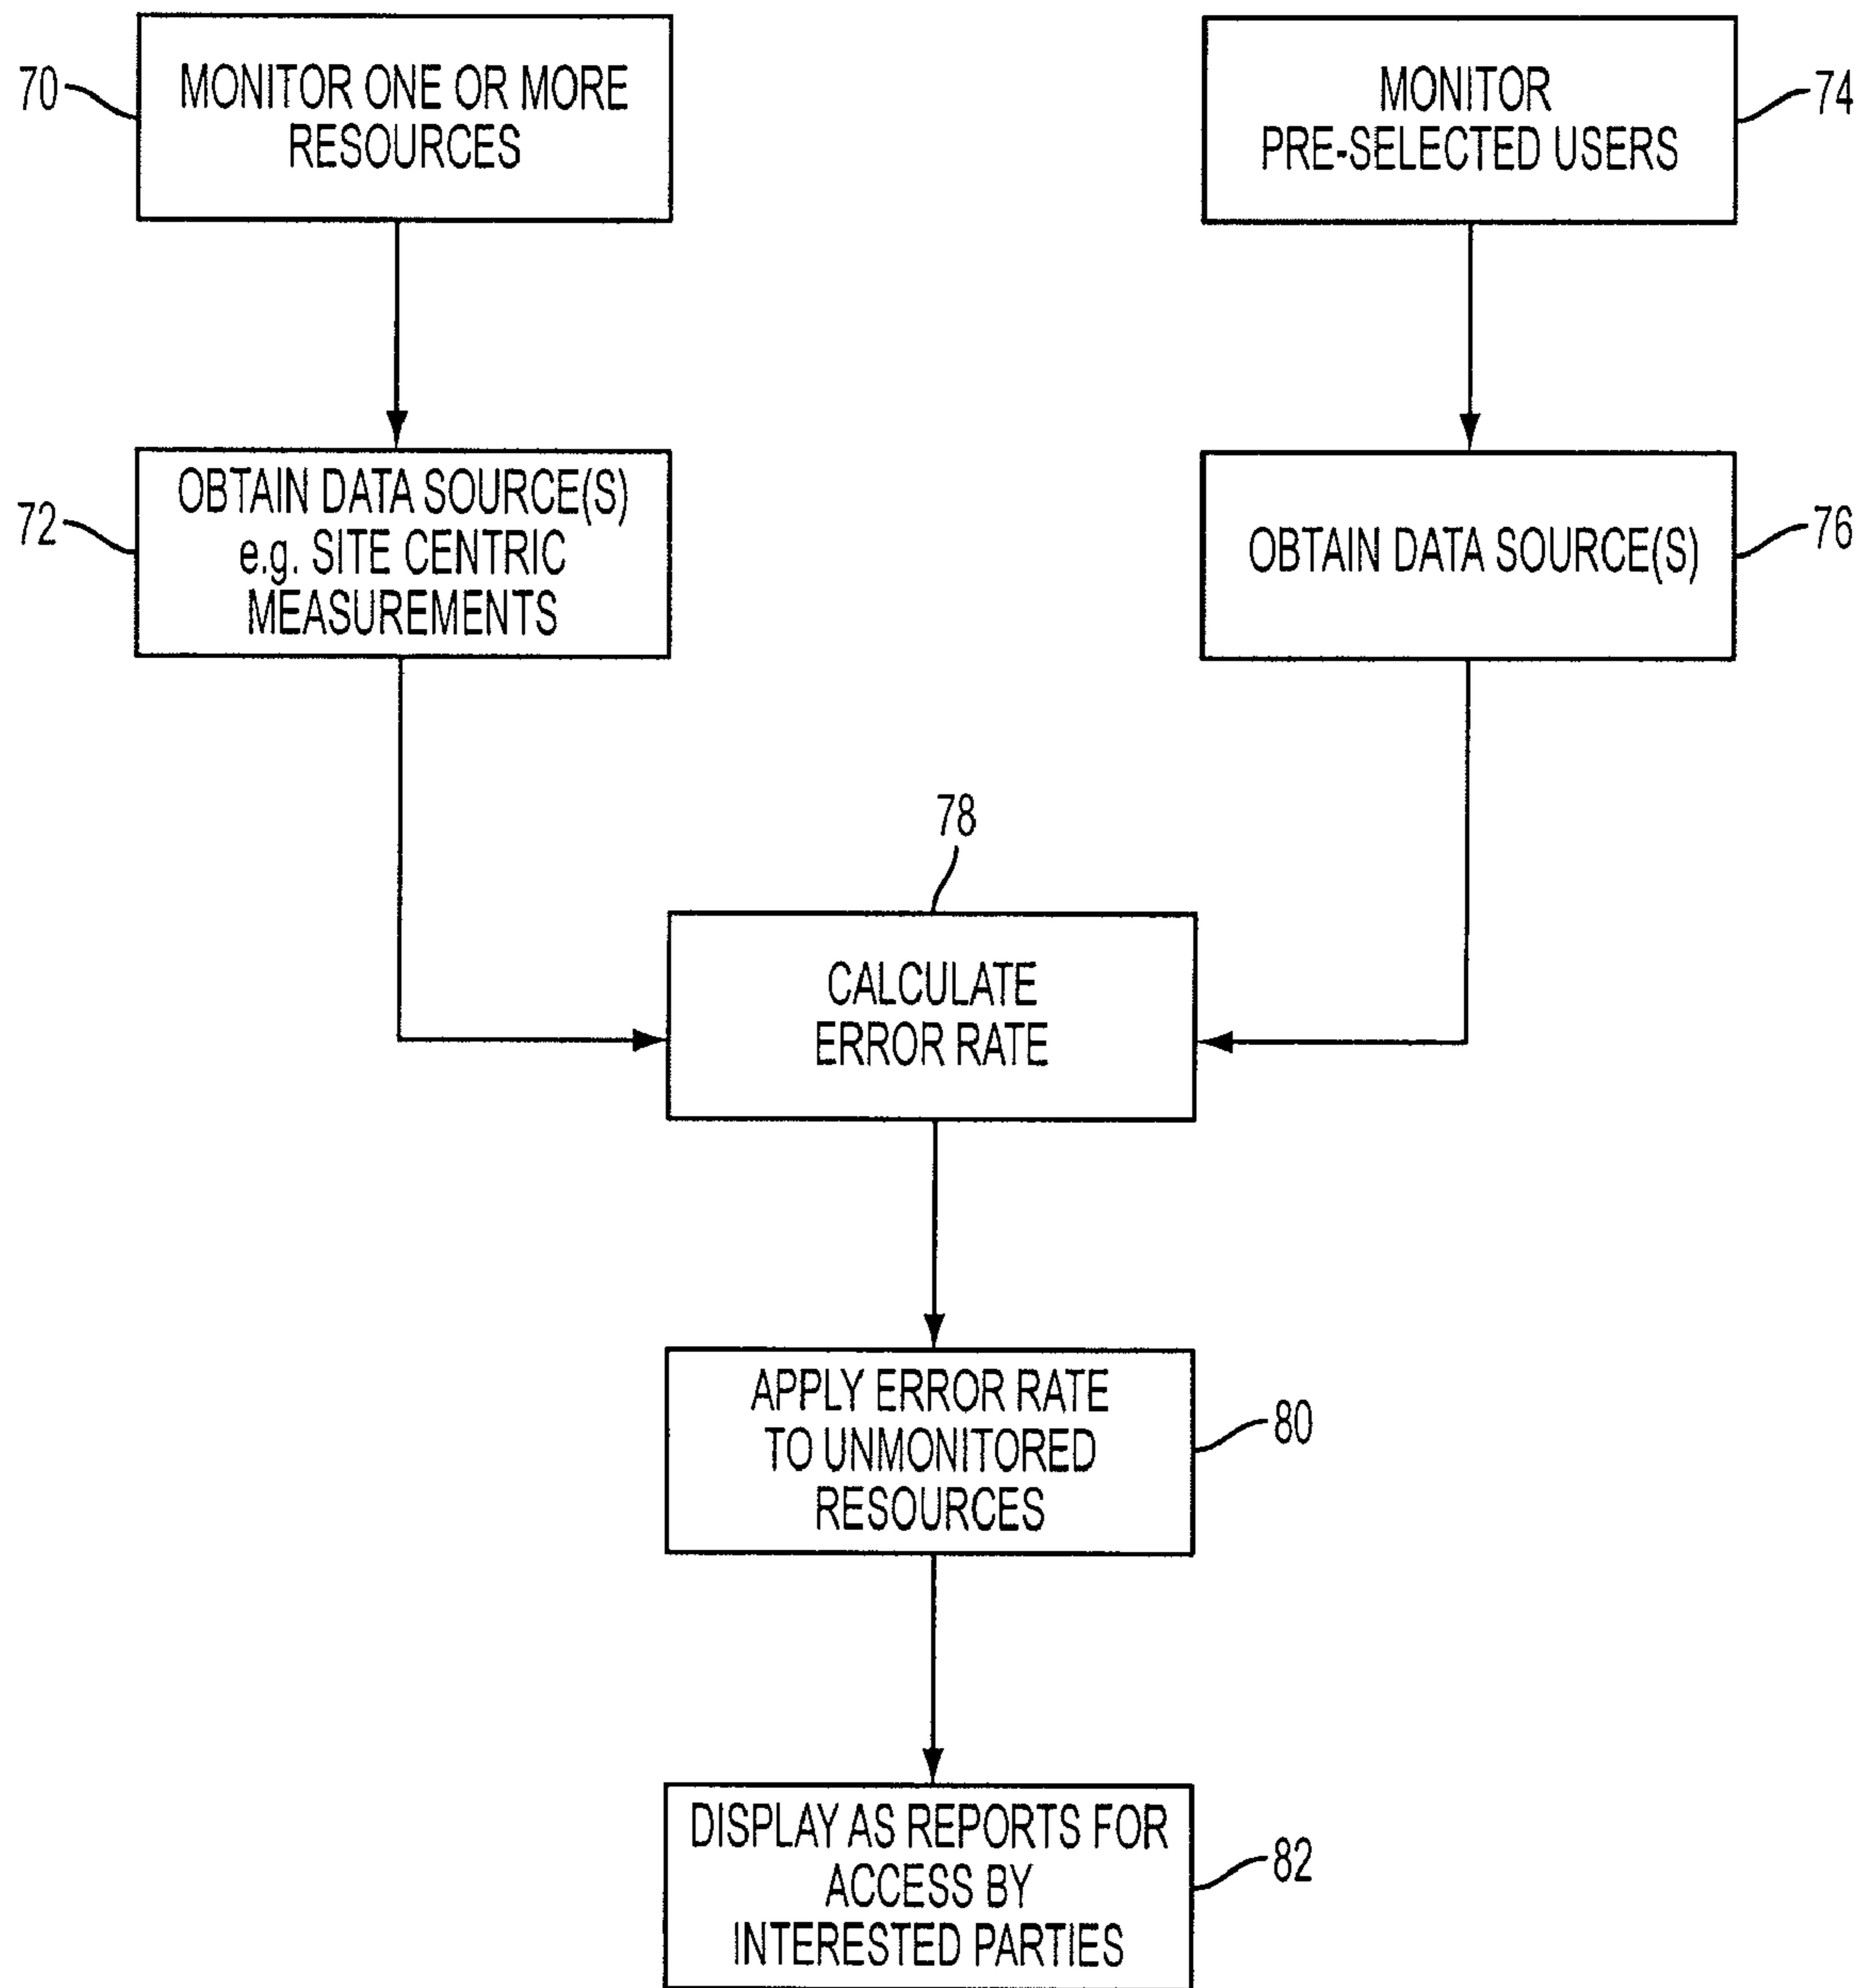 70
MONITOR ONE OR MORE
RESOURCES
74
MONITOR
PRE-SELECTED USERS
72
OBTAIN DATA SOURCE(S)
e.g. SITE CENTRIC
MEASUREMENTS
76
OBTAIN DATA SOURCE(S)
78
CALCULATE
ERROR RATE
80
APPLY ERROR RATE
TO UNMONITORED
RESOURCES
82
DISPLAY AS REPORTS FOR
ACCESS BY
INTERESTED PARTIES